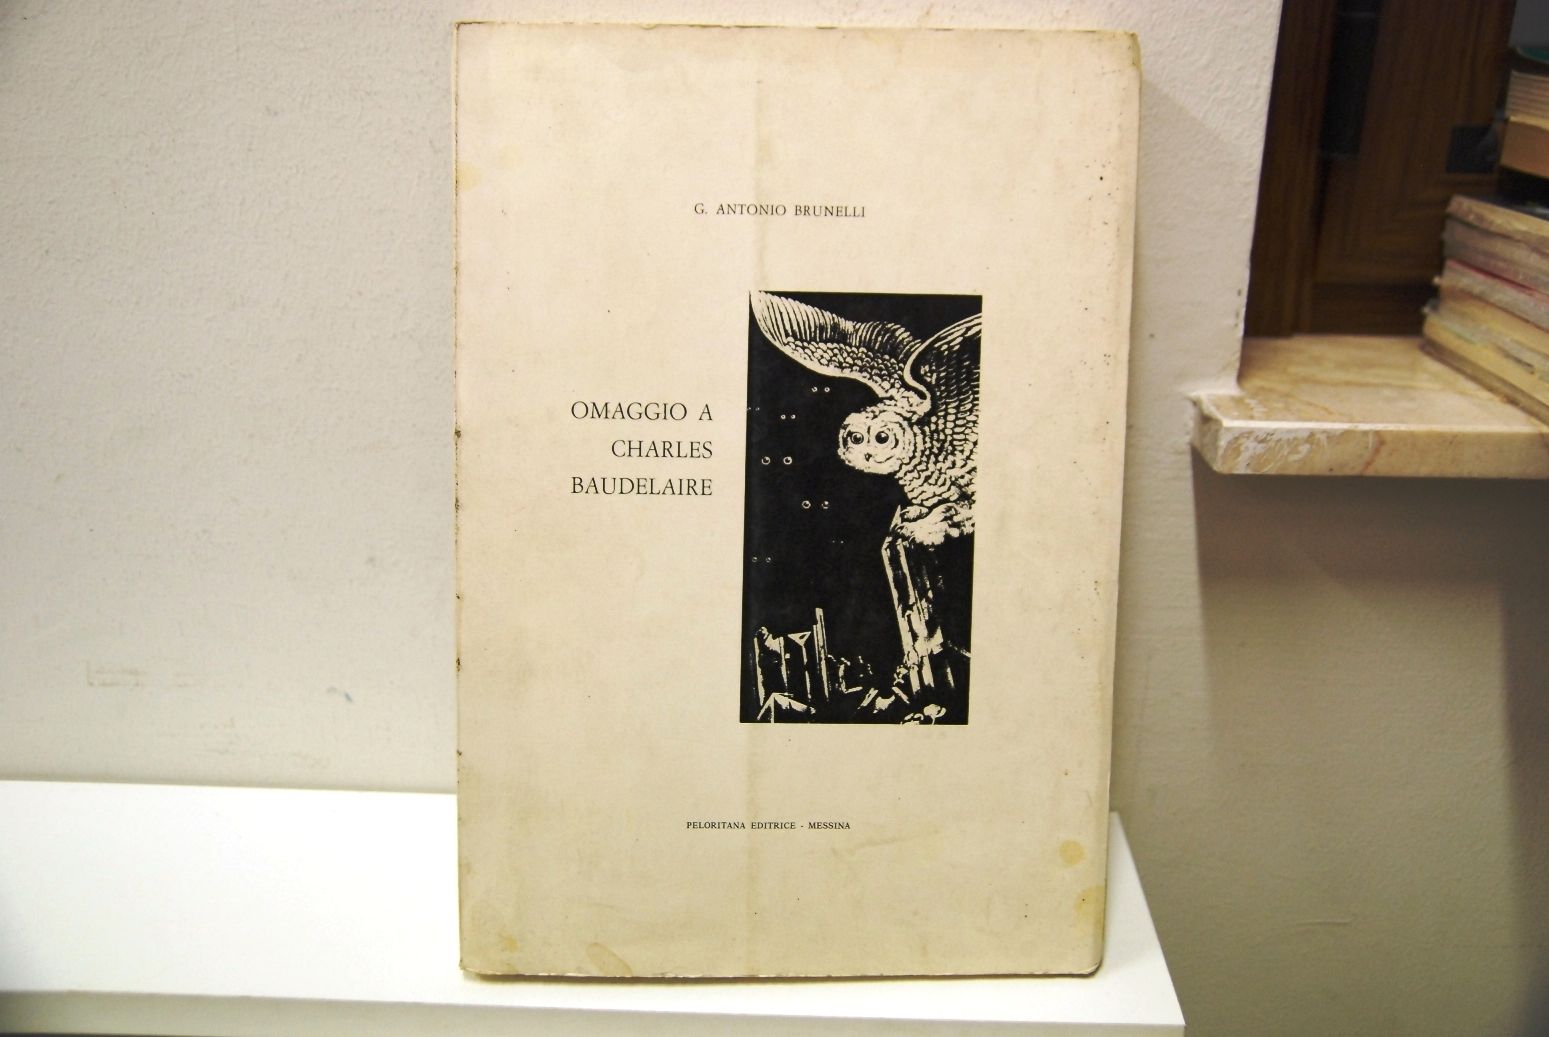 G. ANTONIO BRUNELLI
OMAGGIO A
CHARLES
BAUDELAIRE
PELORITANA EDITRICE - MESSINA